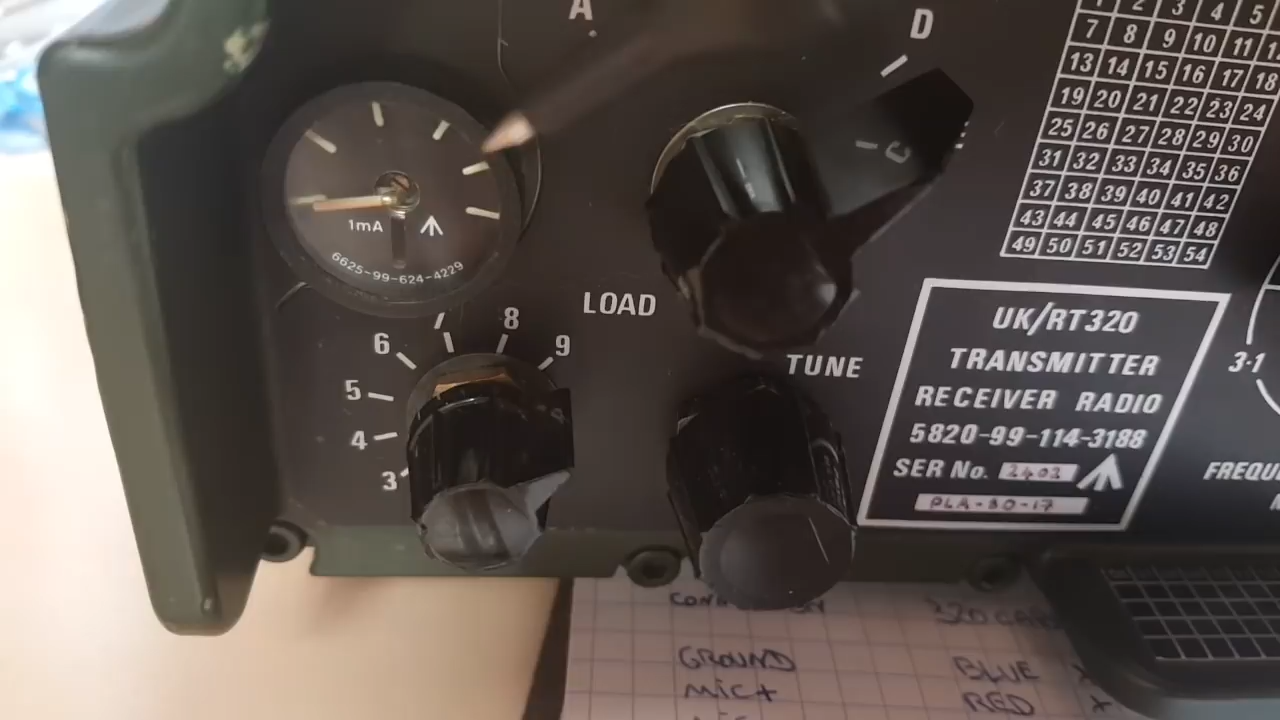 A
D
C
1 2 3 4 5
7 8 9 10 11
13 14 15 16 17 18
19 20 21 22 23 24
25 26 27 28 29 30
31 32 33 34 35 36
37 38 39 40 41 42
43 44 45 46 47 48
49 50 51 52 53 54
1mA
6625-99-624-4229
LOAD
3 4 5 6 7 8 9
TUNE
UK/RT320
TRANSMITTER
RECEIVER RADIO
5820-99-114-3188
SER No. 2403
PLA-80-17
3·1
GROUND BLUE
MIC+ RED